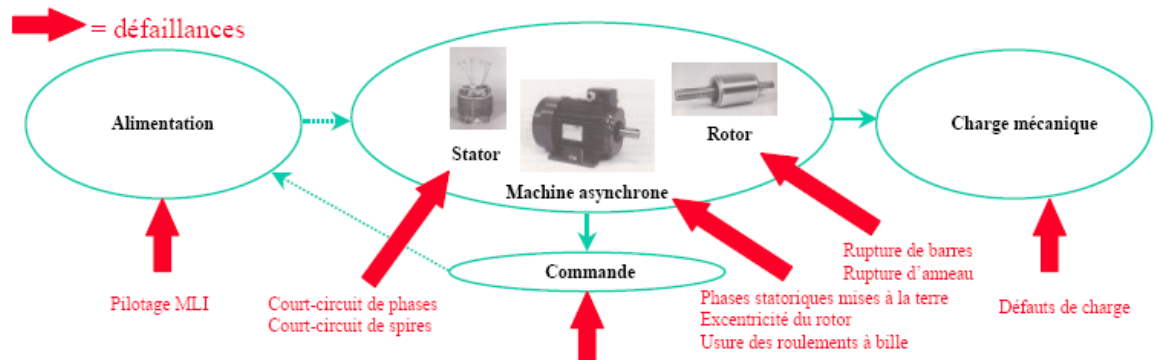 = défaillances
Alimentation
Stator
Rotor
Machine asynchrone
Charge mécanique
Commande
Pilotage MLI
Court-circuit de phases
Court-circuit de spires
Rupture de barres
Rupture d'anneau
Phases statoriques mises à la terre
Excentricité du rotor
Usure des roulements à bille
Défauts de charge